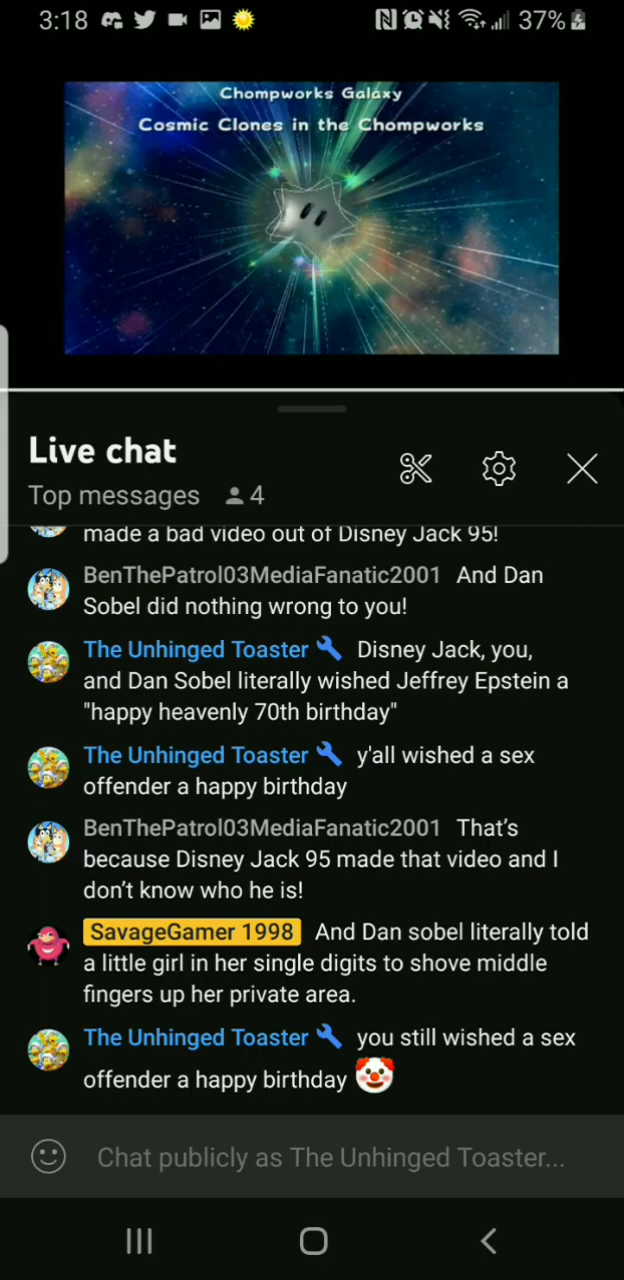 3:18 37%
Chompworks Galaxy
Cosmic Clones in the Chompworks
Live chat
Top messages 4
made a bad video out of Disney Jack 95!
BenThePatrol03MediaFanatic2001 And Dan
Sobel did nothing wrong to you!
The Unhinged Toaster Disney Jack, you,
and Dan Sobel literally wished Jeffrey Epstein a
"happy heavenly 70th birthday"
The Unhinged Toaster y'all wished a sex
offender a happy birthday
BenThePatrol03MediaFanatic2001 That’s
because Disney Jack 95 made that video and I
don’t know who he is!
SavageGamer 1998 And Dan sobel literally told
a little girl in her single digits to shove middle
fingers up her private area.
The Unhinged Toaster you still wished a sex
offender a happy birthday 🤡
Chat publicly as The Unhinged Toaster...